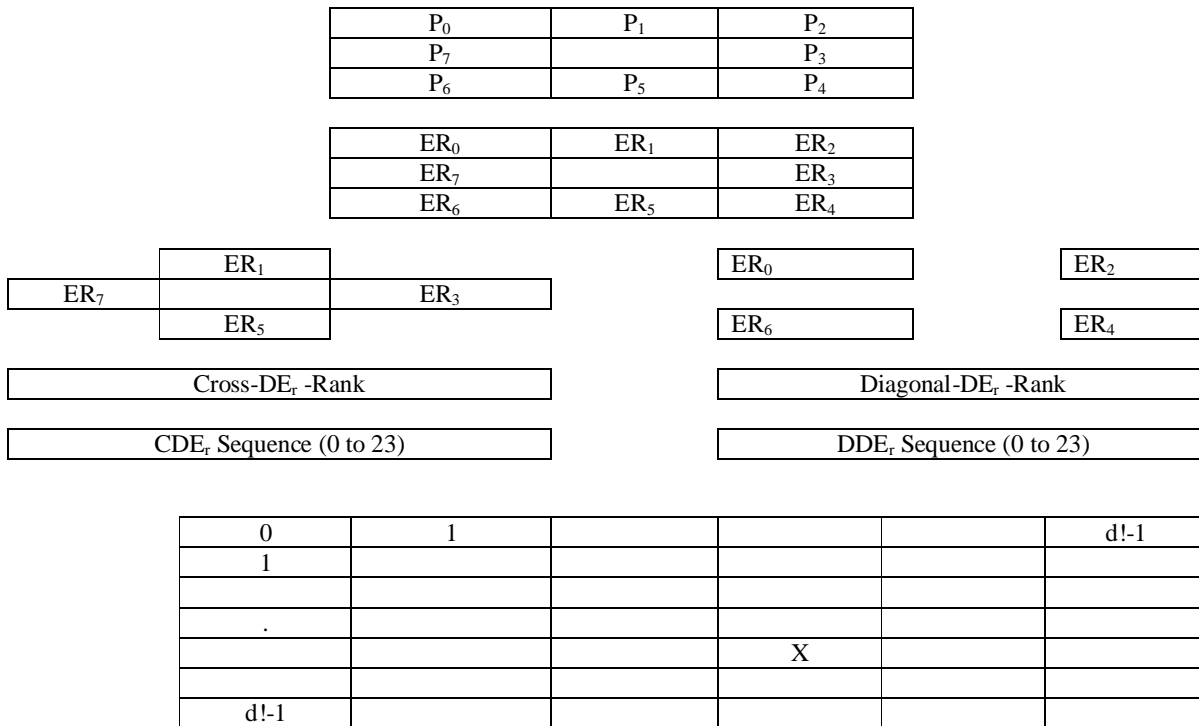 P₀ P₁ P₂
P₇ P₃
P₆ P₅ P₄
ER₀ ER₁ ER₂
ER₇ ER₃
ER₆ ER₅ ER₄
ER₁ ER₀ ER₂
ER₇ ER₃
ER₅ ER₆ ER₄
Cross-DEᵣ -Rank Diagonal-DEᵣ -Rank
CDEᵣ Sequence (0 to 23) DDEᵣ Sequence (0 to 23)
0 1 d!-1
1
.
X
d!-1